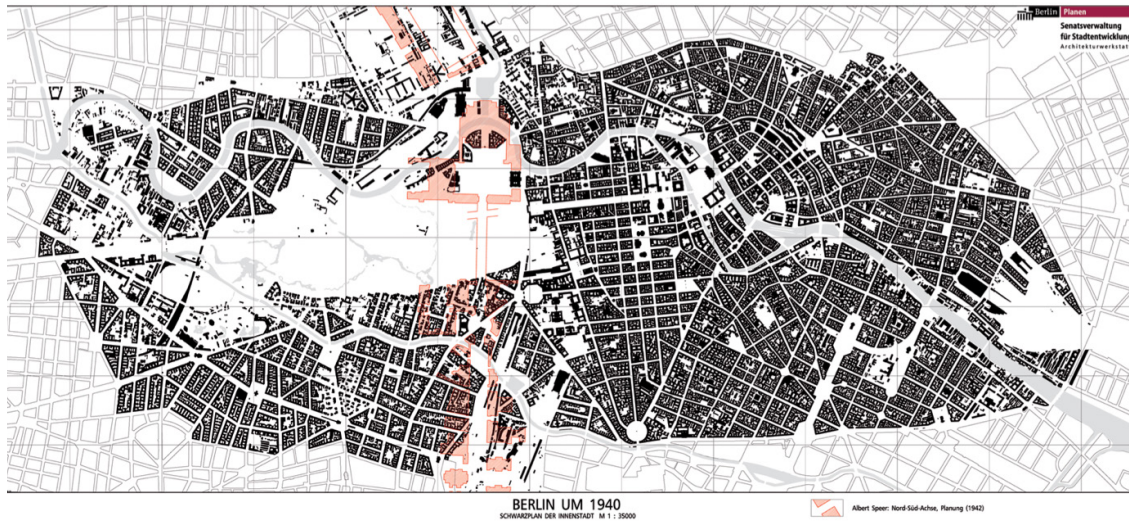 Berlin Planen
Senatsverwaltung
für Stadtentwicklung
Architekturwerkstat
BERLIN UM 1940
SCHWARZPLAN DER INNENSTADT M 1 : 35000
Albert Speer: Nord-Süd-Achse, Planung (1942)